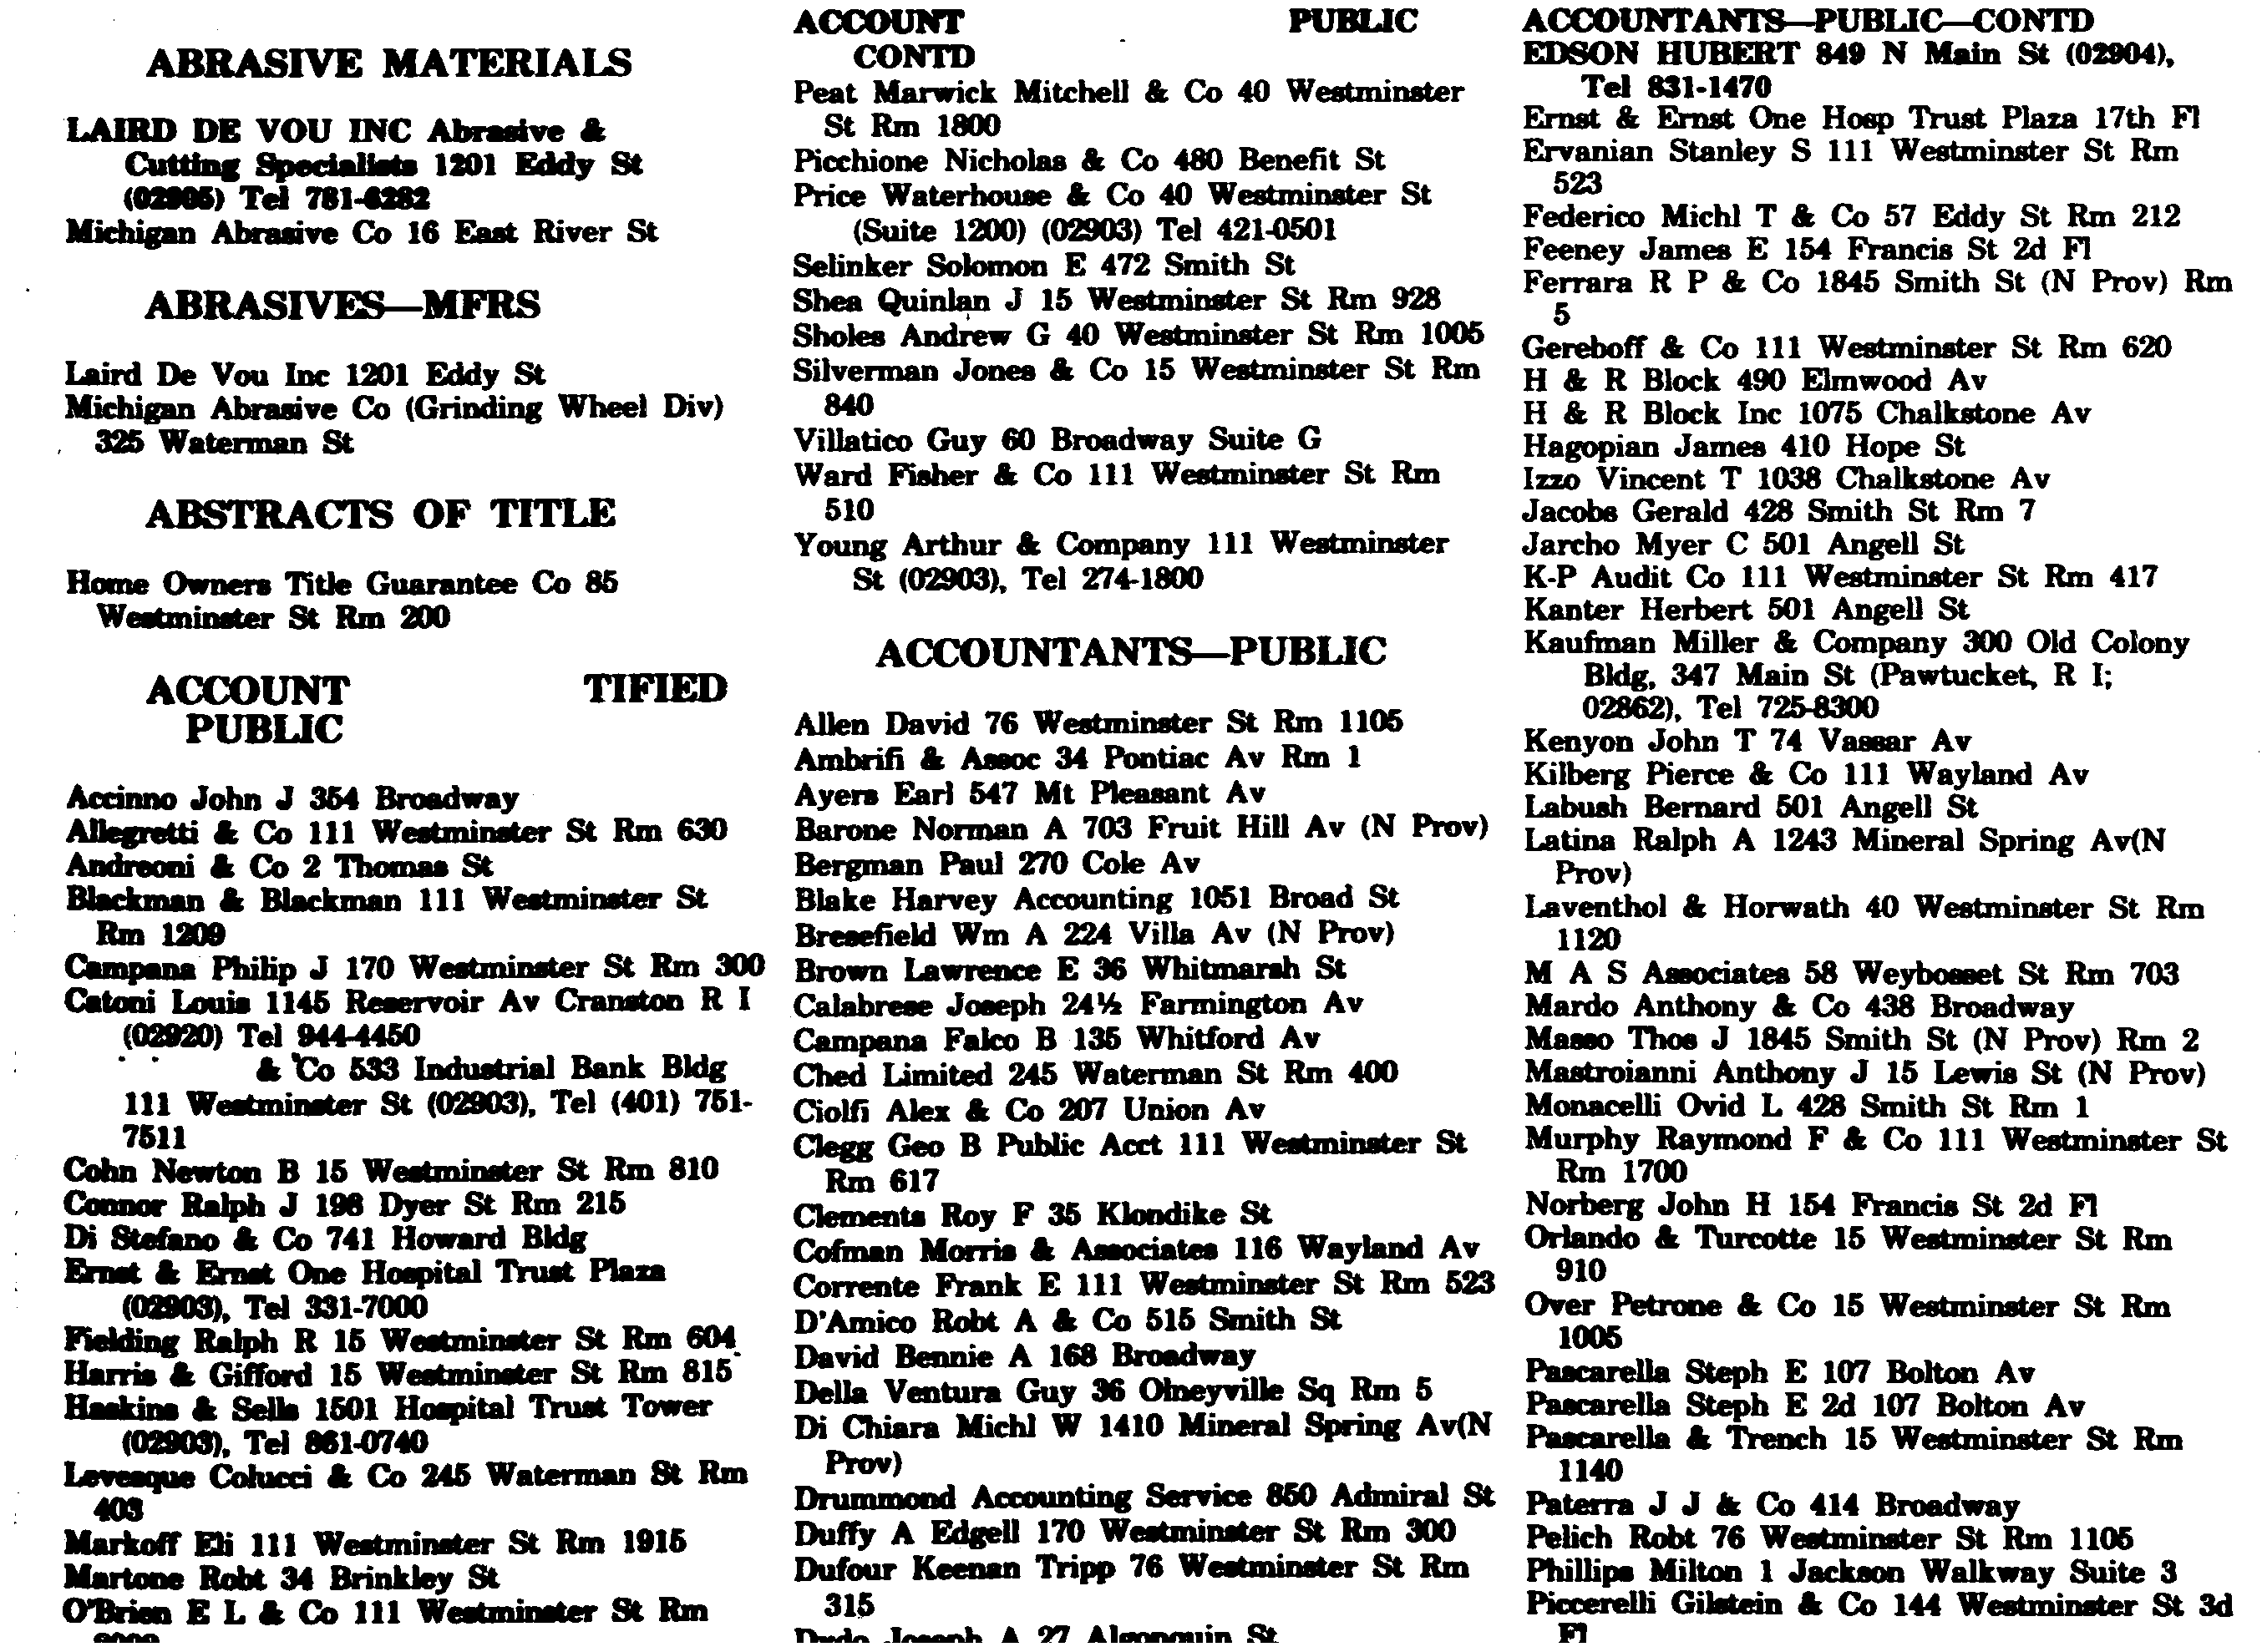 ABRASIVE MATERIALS
LAIRD DE VOU INC Abrasive &
Cutting Specialists 1201 Eddy St
(02905) Tel 781-6282
Michigan Abrasive Co 16 East River St
ABRASIVES—MFRS
Laird De Vou Inc 1201 Eddy St
Michigan Abrasive Co (Grinding Wheel Div)
325 Waterman St
ABSTRACTS OF TITLE
Home Owners Title Guarantee Co 85
Westminster St Rm 200
ACCOUNT TIFIED
PUBLIC
Accinno John J 354 Broadway
Allegretti & Co 111 Westminster St Rm 630
Andreoni & Co 2 Thomas St
Blackman & Blackman 111 Westminster St
Rm 1209
Campana Philip J 170 Westminster St Rm 300
Catoni Louis 1145 Reservoir Av Cranston R I
(02920) Tel 944-4450
& Co 533 Industrial Bank Bldg
111 Westminster St (02903), Tel (401) 751-
7511
Cohn Newton B 15 Westminster St Rm 810
Connor Ralph J 198 Dyer St Rm 215
Di Stefano & Co 741 Howard Bldg
Ernst & Ernst One Hospital Trust Plaza
(02903), Tel 331-7000
Fielding Ralph R 15 Westminster St Rm 604
Harris & Gifford 15 Westminster St Rm 815
Haskins & Sells 1501 Hospital Trust Tower
(02903), Tel 861-0740
Levesque Colucci & Co 245 Waterman St Rm
403
Markoff Eli 111 Westminster St Rm 1915
Martone Robt 34 Brinkley St
O'Brien E L & Co 111 Westminster St Rm
ACCOUNT PUBLIC
CONTD
Peat Marwick Mitchell & Co 40 Westminster
St Rm 1800
Picchione Nicholas & Co 480 Benefit St
Price Waterhouse & Co 40 Westminster St
(Suite 1200) (02903) Tel 421-0501
Selinker Solomon E 472 Smith St
Shea Quinlan J 15 Westminster St Rm 928
Sholes Andrew G 40 Westminster St Rm 1005
Silverman Jones & Co 15 Westminster St Rm
840
Villatico Guy 60 Broadway Suite G
Ward Fisher & Co 111 Westminster St Rm
510
Young Arthur & Company 111 Westminster
St (02903), Tel 274-1800
ACCOUNTANTS—PUBLIC
Allen David 76 Westminster St Rm 1105
Ambrifi & Assoc 34 Pontiac Av Rm 1
Ayers Earl 547 Mt Pleasant Av
Barone Norman A 703 Fruit Hill Av (N Prov)
Bergman Paul 270 Cole Av
Blake Harvey Accounting 1051 Broad St
Bresefield Wm A 224 Villa Av (N Prov)
Brown Lawrence E 36 Whitmarsh St
Calabrese Joseph 24½ Farmington Av
Campana Falco B 135 Whitford Av
Ched Limited 245 Waterman St Rm 400
Ciolfi Alex & Co 207 Union Av
Clegg Geo B Public Acct 111 Westminster St
Rm 617
Clements Roy F 35 Klondike St
Cofman Morris & Associates 116 Wayland Av
Corrente Frank E 111 Westminster St Rm 523
D'Amico Robt A & Co 515 Smith St
David Bennie A 168 Broadway
Della Ventura Guy 36 Olneyville Sq Rm 5
Di Chiara Michl W 1410 Mineral Spring Av(N
Prov)
Drummond Accounting Service 850 Admiral St
Duffy A Edgell 170 Westminster St Rm 300
Dufour Keenan Tripp 76 Westminster St Rm
315
Joseph A 27 Algonquin St
ACCOUNTANTS—PUBLIC—CONTD
EDSON HUBERT 849 N Main St (02904),
Tel 831-1470
Ernst & Ernst One Hosp Trust Plaza 17th Fl
Ervanian Stanley S 111 Westminster St Rm
523
Federico Michl T & Co 57 Eddy St Rm 212
Feeney James E 154 Francis St 2d Fl
Ferrara R P & Co 1845 Smith St (N Prov) Rm
5
Gereboff & Co 111 Westminster St Rm 620
H & R Block 490 Elmwood Av
H & R Block Inc 1075 Chalkstone Av
Hagopian James 410 Hope St
Izzo Vincent T 1038 Chalkstone Av
Jacobs Gerald 428 Smith St Rm 7
Jarcho Myer C 501 Angell St
K-P Audit Co 111 Westminster St Rm 417
Kanter Herbert 501 Angell St
Kaufman Miller & Company 300 Old Colony
Bldg, 347 Main St (Pawtucket, R I;
02862), Tel 725-8300
Kenyon John T 74 Vassar Av
Kilberg Pierce & Co 111 Wayland Av
Labush Bernard 501 Angell St
Latina Ralph A 1243 Mineral Spring Av(N
Prov)
Laventhol & Horwath 40 Westminster St Rm
1120
M A S Associates 58 Weybosset St Rm 703
Mardo Anthony & Co 438 Broadway
Masso Thos J 1845 Smith St (N Prov) Rm 2
Mastroianni Anthony J 15 Lewis St (N Prov)
Monacelli Ovid L 428 Smith St Rm 1
Murphy Raymond F & Co 111 Westminster St
Rm 1700
Norberg John H 154 Francis St 2d Fl
Orlando & Turcotte 15 Westminster St Rm
910
Over Petrone & Co 15 Westminster St Rm
1005
Pascarella Steph E 107 Bolton Av
Pascarella Steph E 2d 107 Bolton Av
Pascarella & Trench 15 Westminster St Rm
1140
Paterra J J & Co 414 Broadway
Pelich Robt 76 Westminster St Rm 1105
Phillips Milton 1 Jackson Walkway Suite 3
Piccerelli Gilstein & Co 144 Westminster St 3d
Fl